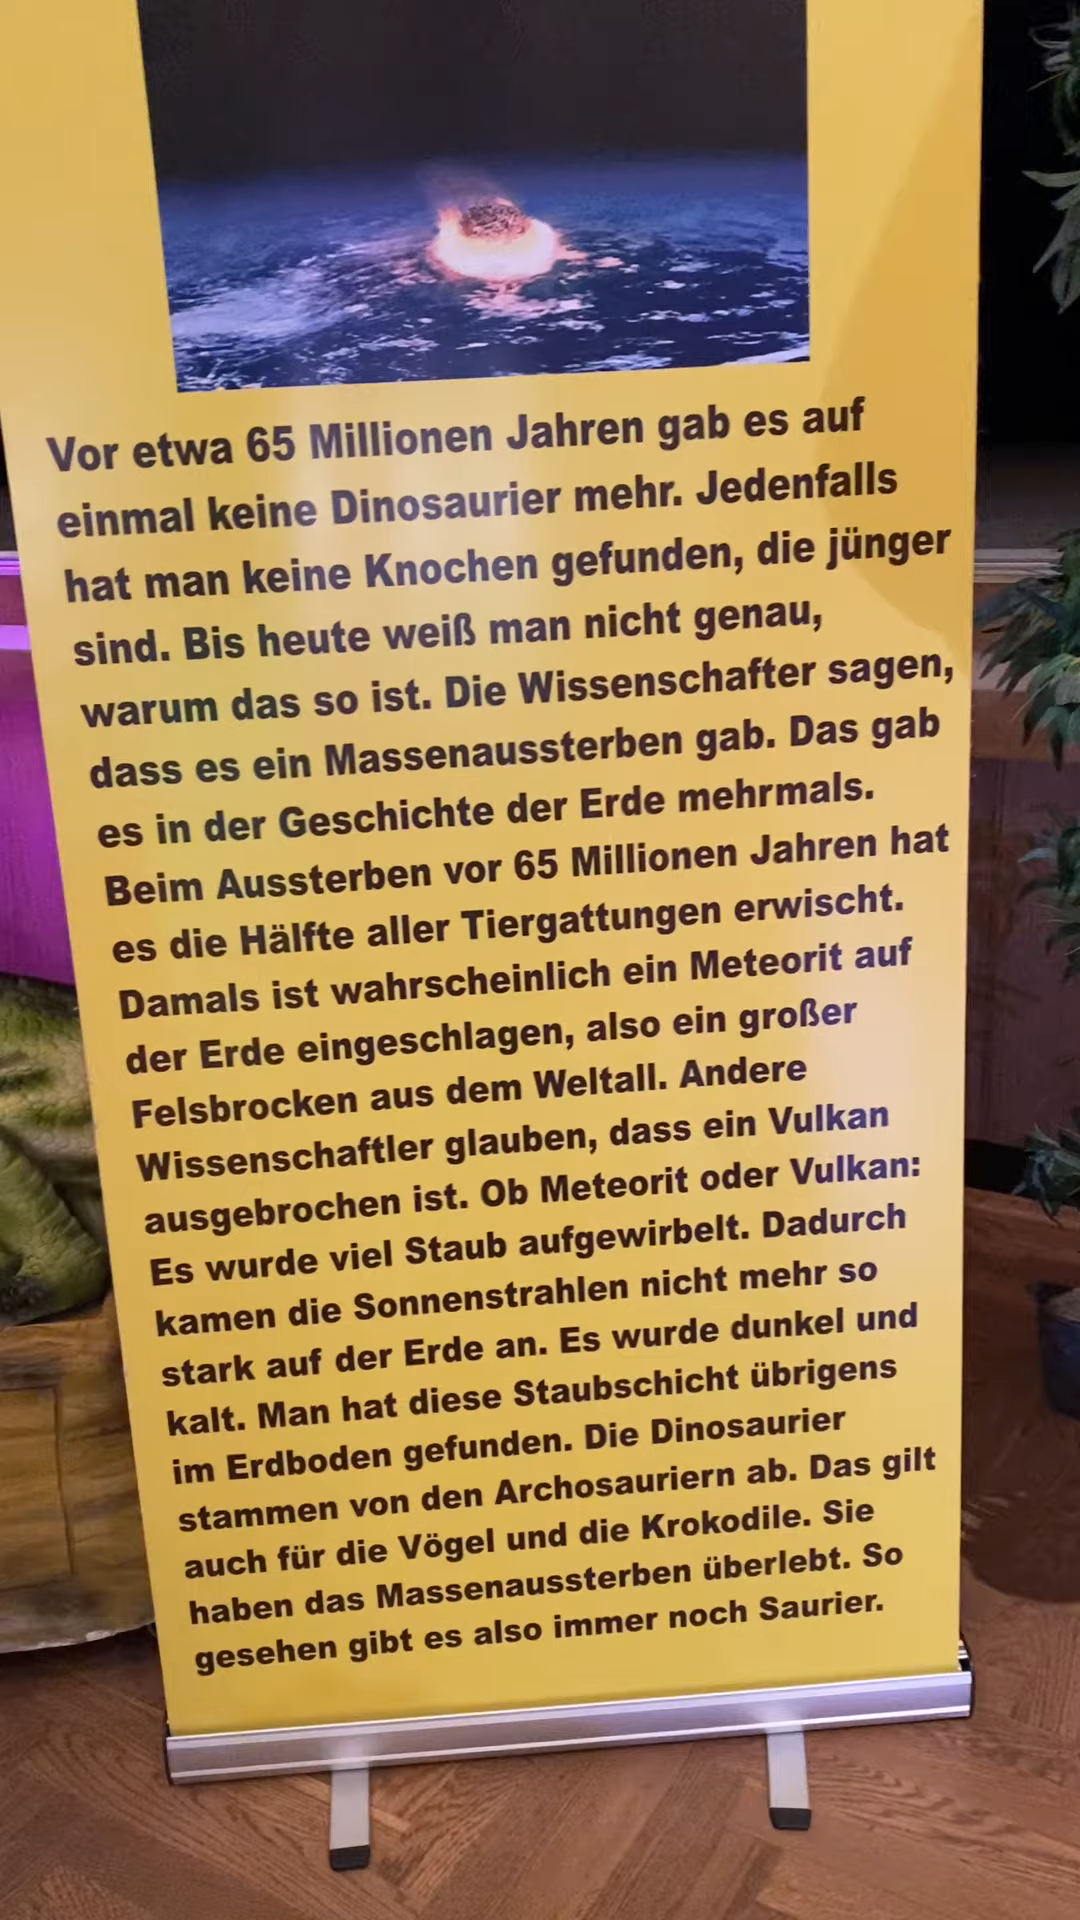 Vor etwa 65 Millionen Jahren gab es auf
einmal keine Dinosaurier mehr. Jedenfalls
hat man keine Knochen gefunden, die jünger
sind. Bis heute weiß man nicht genau,
warum das so ist. Die Wissenschafter sagen,
dass es ein Massenaussterben gab. Das gab
es in der Geschichte der Erde mehrmals.
Beim Aussterben vor 65 Millionen Jahren hat
es die Hälfte aller Tiergattungen erwischt.
Damals ist wahrscheinlich ein Meteorit auf
der Erde eingeschlagen, also ein großer
Felsbrocken aus dem Weltall. Andere
Wissenschaftler glauben, dass ein Vulkan
ausgebrochen ist. Ob Meteorit oder Vulkan:
Es wurde viel Staub aufgewirbelt. Dadurch
kamen die Sonnenstrahlen nicht mehr so
stark auf der Erde an. Es wurde dunkel und
kalt. Man hat diese Staubschicht übrigens
im Erdboden gefunden. Die Dinosaurier
stammen von den Archosauriern ab. Das gilt
auch für die Vögel und die Krokodile. Sie
haben das Massenaussterben überlebt. So
gesehen gibt es also immer noch Saurier.